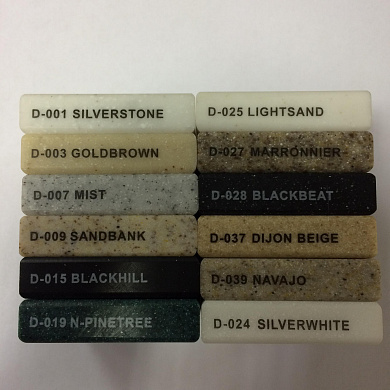 D-001 SILVERSTONE
D-003 GOLDBROWN
D-007 MIST
D-009 SANDBANK
D-015 BLACKHILL
D-019 N-PINETREE
D-025 LIGHTSAND
D-027 MARRONNIER
D-028 BLACKBEAT
D-037 DIJON BEIGE
D-039 NAVAJO
D-024 SILVERWHITE